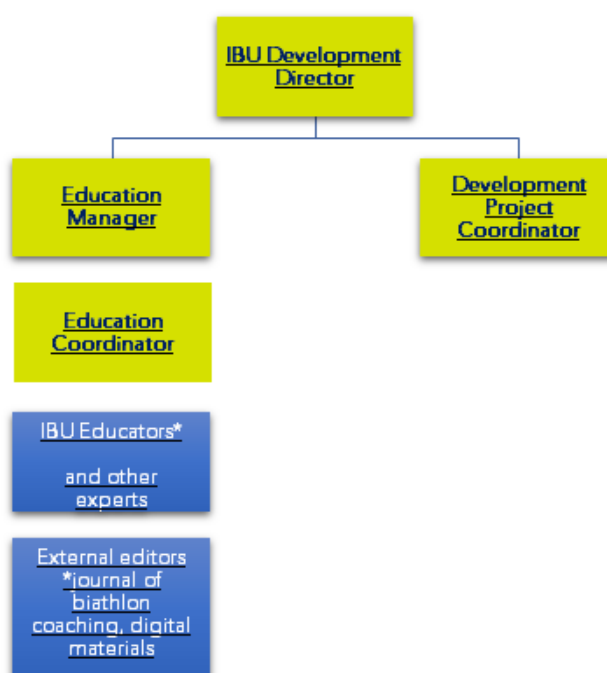 IBU Development
Director
Education
Manager
Development
Project
Coordinator
Education
Coordinator
IBU Educators*
and other
experts
External editors
*journal of
biathlon
coaching, digital
materials